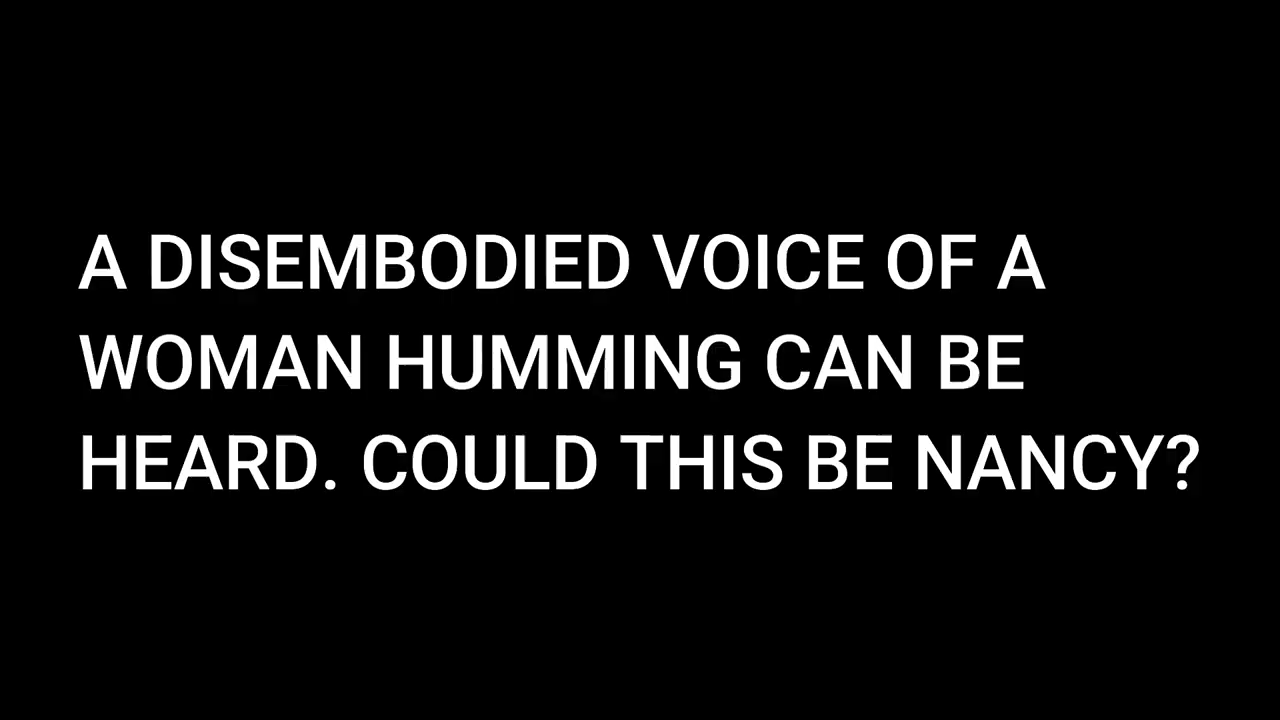 A DISEMBODIED VOICE OF A
WOMAN HUMMING CAN BE
HEARD. COULD THIS BE NANCY?